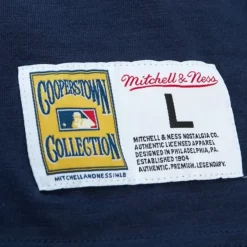 COOPERSTOWN
COLLECTION
MITCHELLANDNESS/MLB
Mitchell & Ness
L
MITCHELL & NESS NOSTALGIA CO.
AUTHENTIC LICENSED APPAREL
DESIGNED IN PHILADELPHIA, PA
ESTABLISHED 1904
AUTHENTIC. PREMIUM. LEGENDARY.